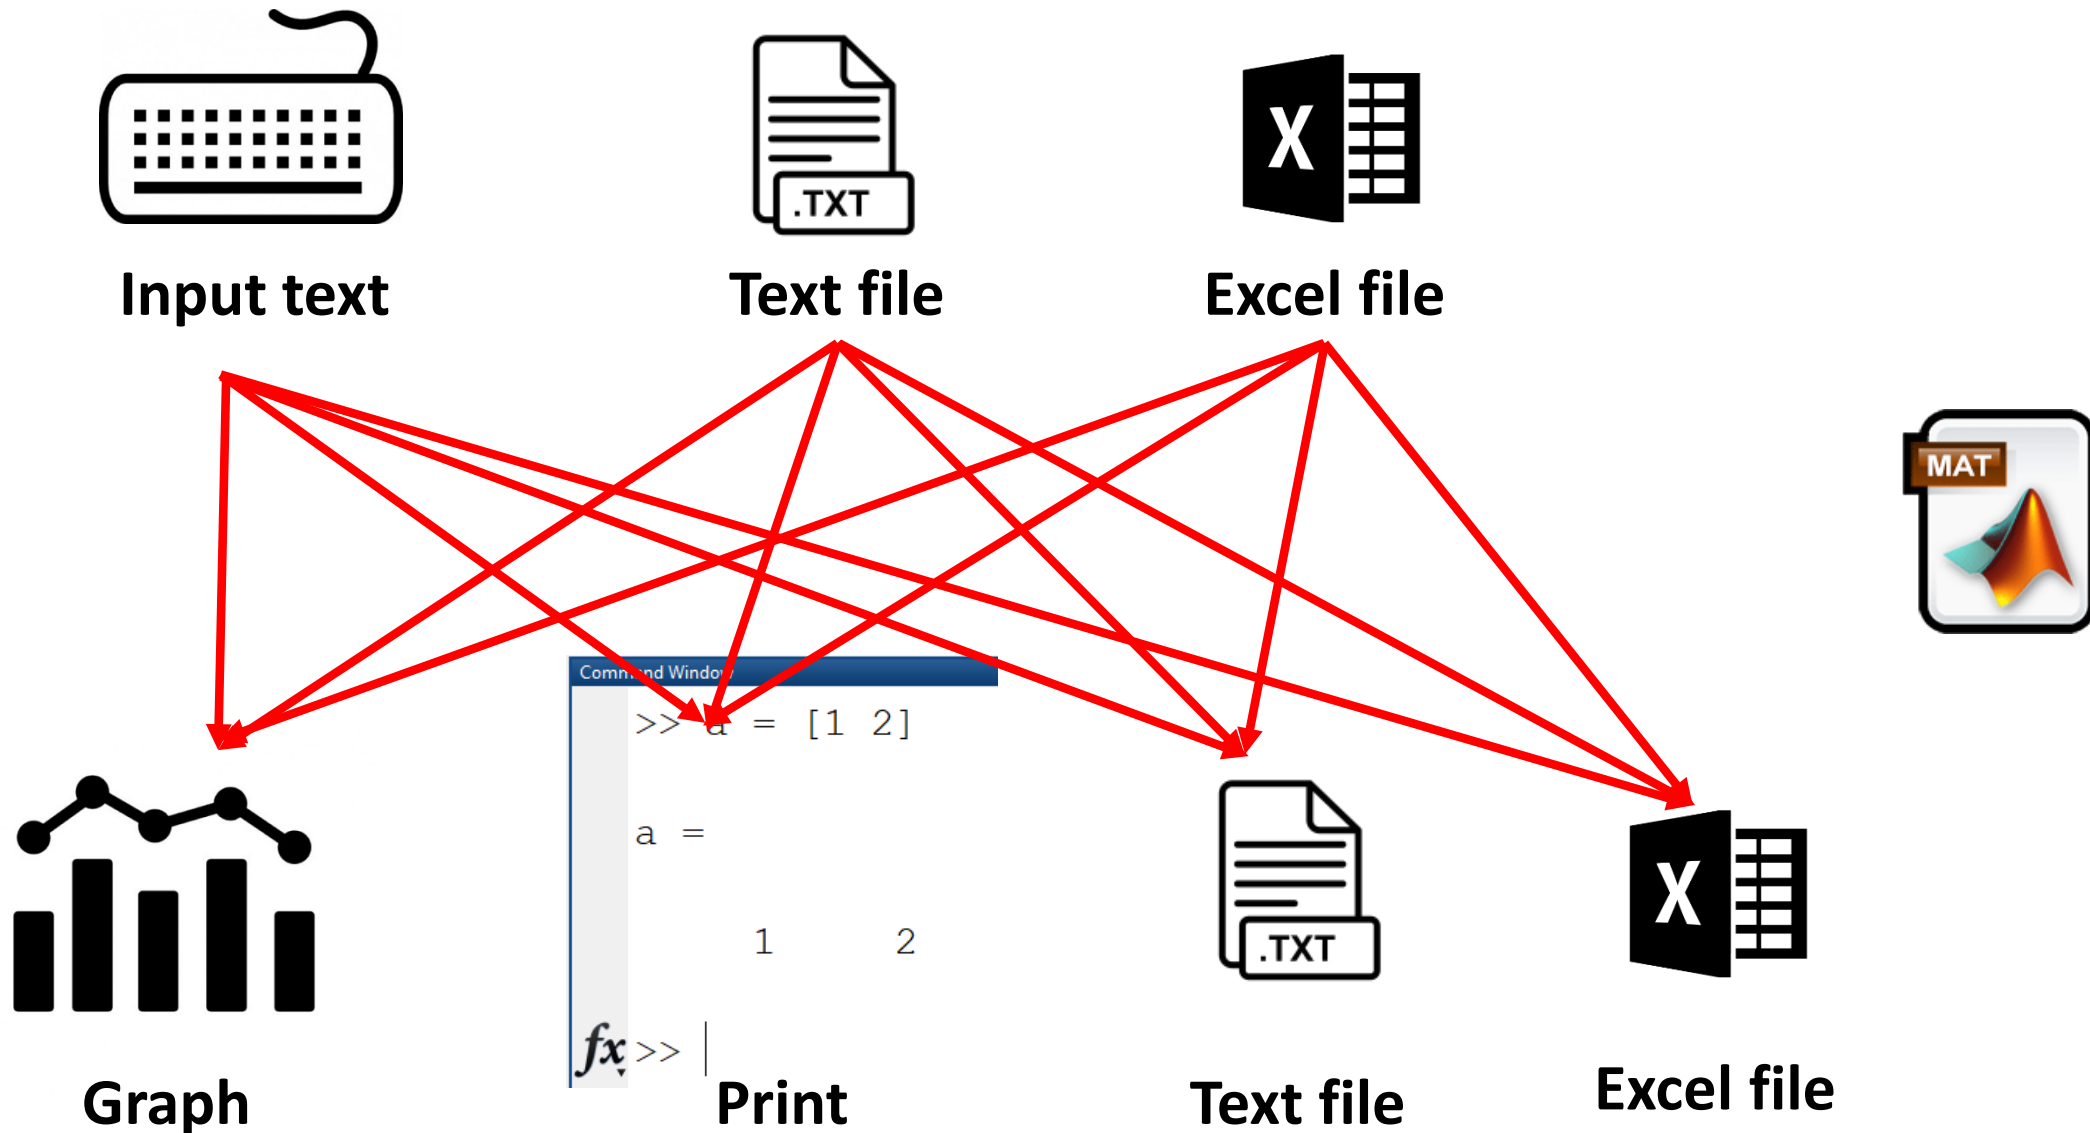 .TXT
X
Input text
Text file
Excel file
MAT
Command Window
>> a = [1 2]
a =
1 2
fx >>
.TXT
X
Graph
Print
Text file
Excel file